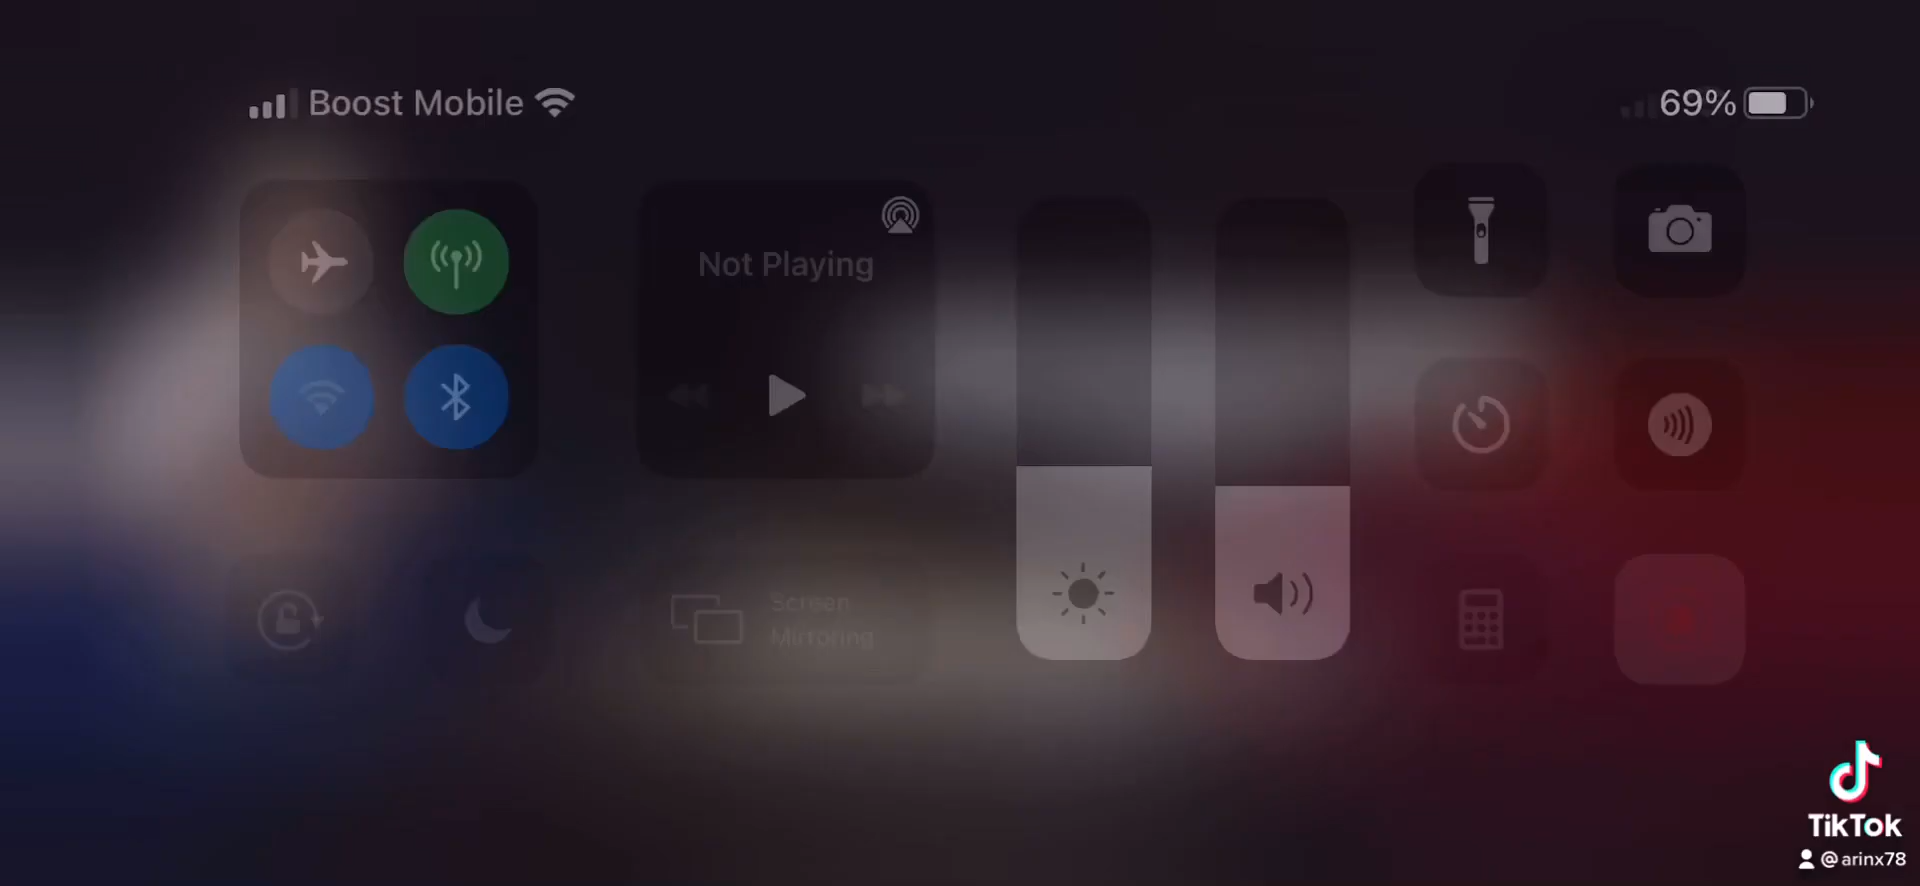 Boost Mobile
69%
Not Playing
Screen
Mirroring
TikTok
@arinx78